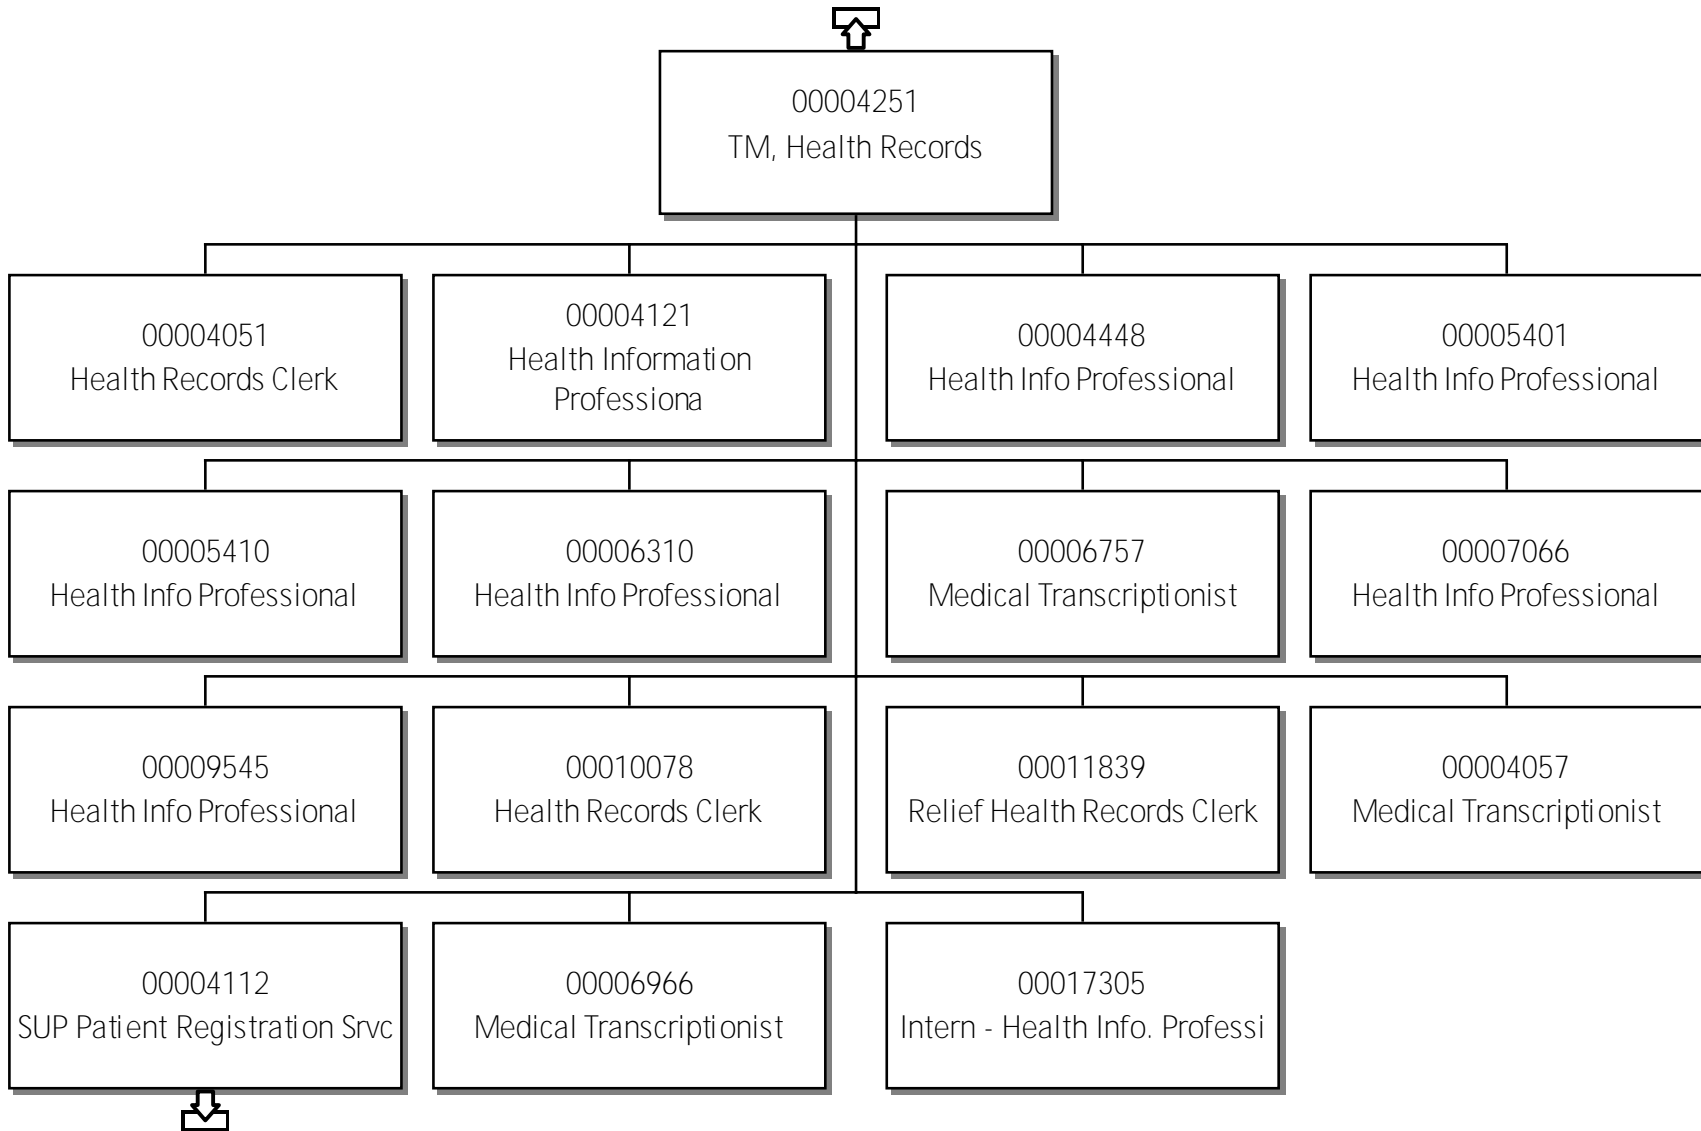 00004251
TM, Health Records
00004051
Health Records Clerk
00004121
Health Information
Professiona
00004448
Health Info Professional
00005401
Health Info Professional
00005410
Health Info Professional
00006310
Health Info Professional
00006757
Medical Transcriptionist
00007066
Health Info Professional
00009545
Health Info Professional
00010078
Health Records Clerk
00011839
Relief Health Records Clerk
00004057
Medical Transcriptionist
00004112
SUP Patient Registration Srvc
00006966
Medical Transcriptionist
00017305
Intern - Health Info. Professi